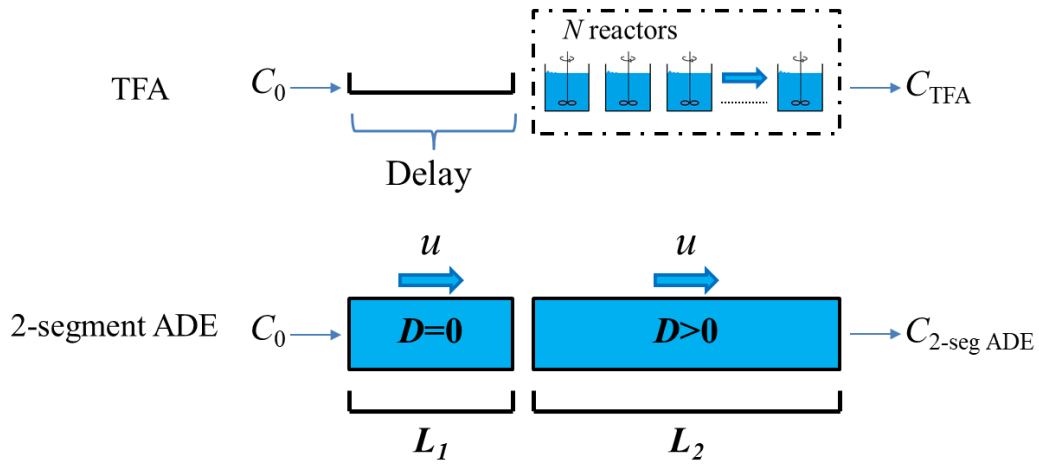 N reactors
TFA
C0
CTFA
Delay
u
u
2-segment ADE
C0
D=0
D>0
C2-seg ADE
L1
L2